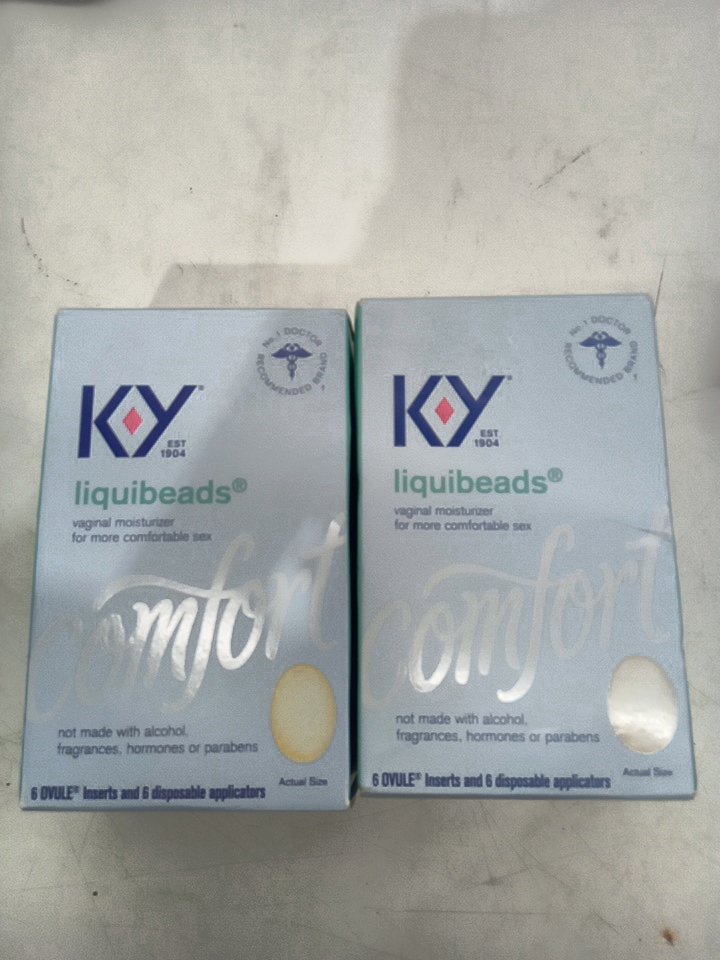 No. 1 DOCTOR
RECOMMENDED BRAND
KY®
EST
1904
liquibeads®
vaginal moisturizer
for more comfortable sex
comfort
not made with alcohol,
fragrances, hormones or parabens
Actual Size
6 OVULE® Inserts and 6 disposable applicators
No. 1 DOCTOR
RECOMMENDED BRAND
KY®
EST
1904
liquibeads®
vaginal moisturizer
for more comfortable sex
comfort
not made with alcohol,
fragrances, hormones or parabens
Actual Size
6 OVULE® Inserts and 6 disposable applicators